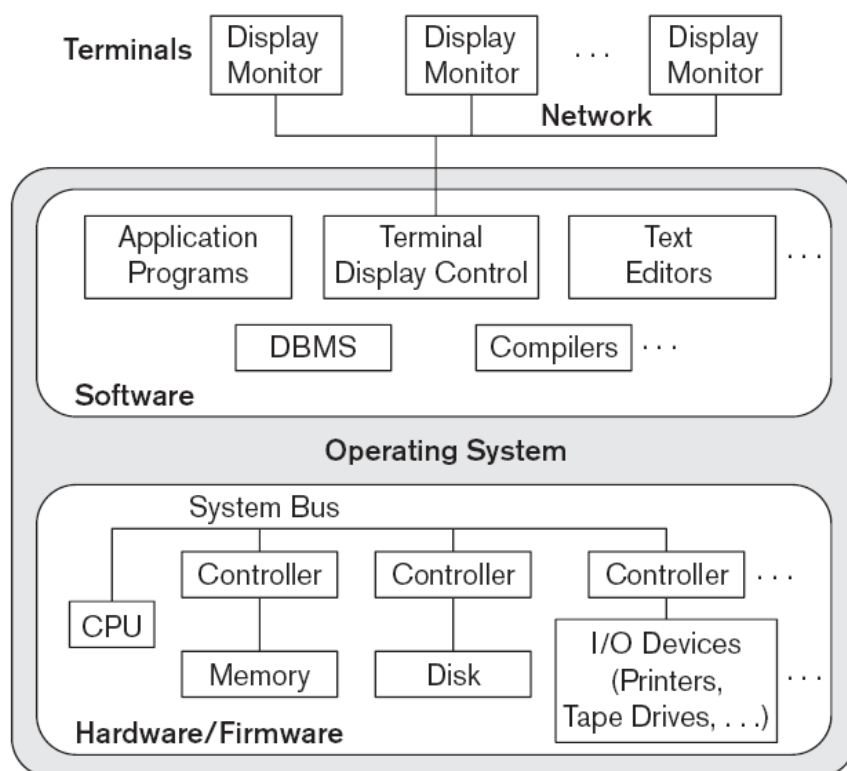 Terminals
Display
Monitor
Display
Monitor
. . .
Display
Monitor
Network
Application
Programs
Terminal
Display Control
Text
Editors
. . .
DBMS
Compilers
. . .
Software
Operating System
System Bus
Controller
Controller
Controller
. . .
CPU
Memory
Disk
I/O Devices
(Printers,
Tape Drives, . . .)
. . .
Hardware/Firmware